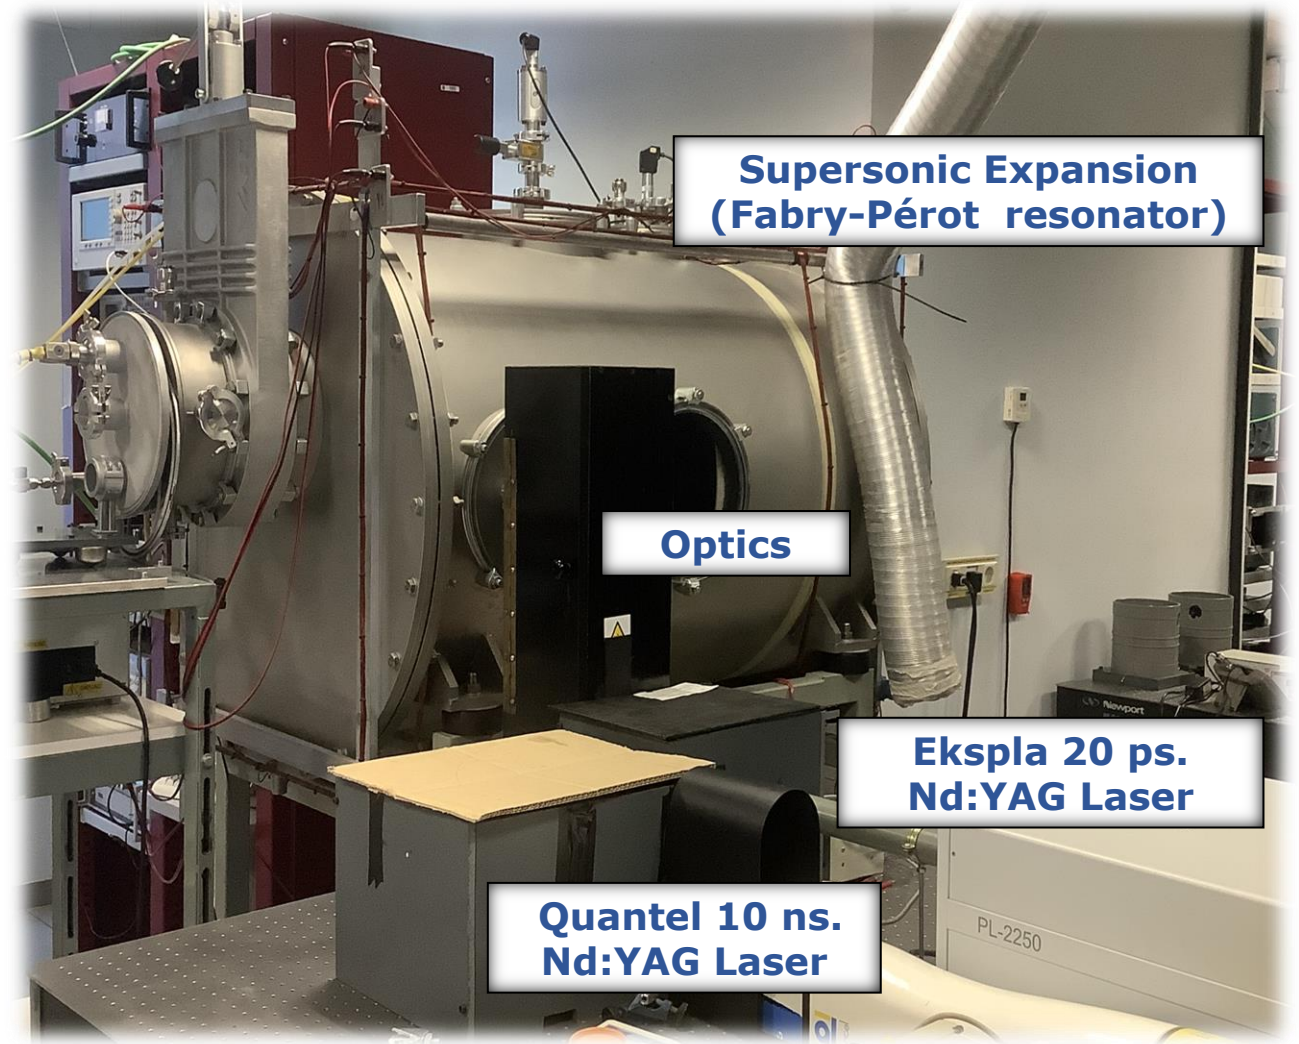 Supersonic Expansion
(Fabry-Pérot resonator)
Optics
Newport
Ekspla 20 ps.
Nd:YAG Laser
Quantel 10 ns.
Nd:YAG Laser
PL-2250